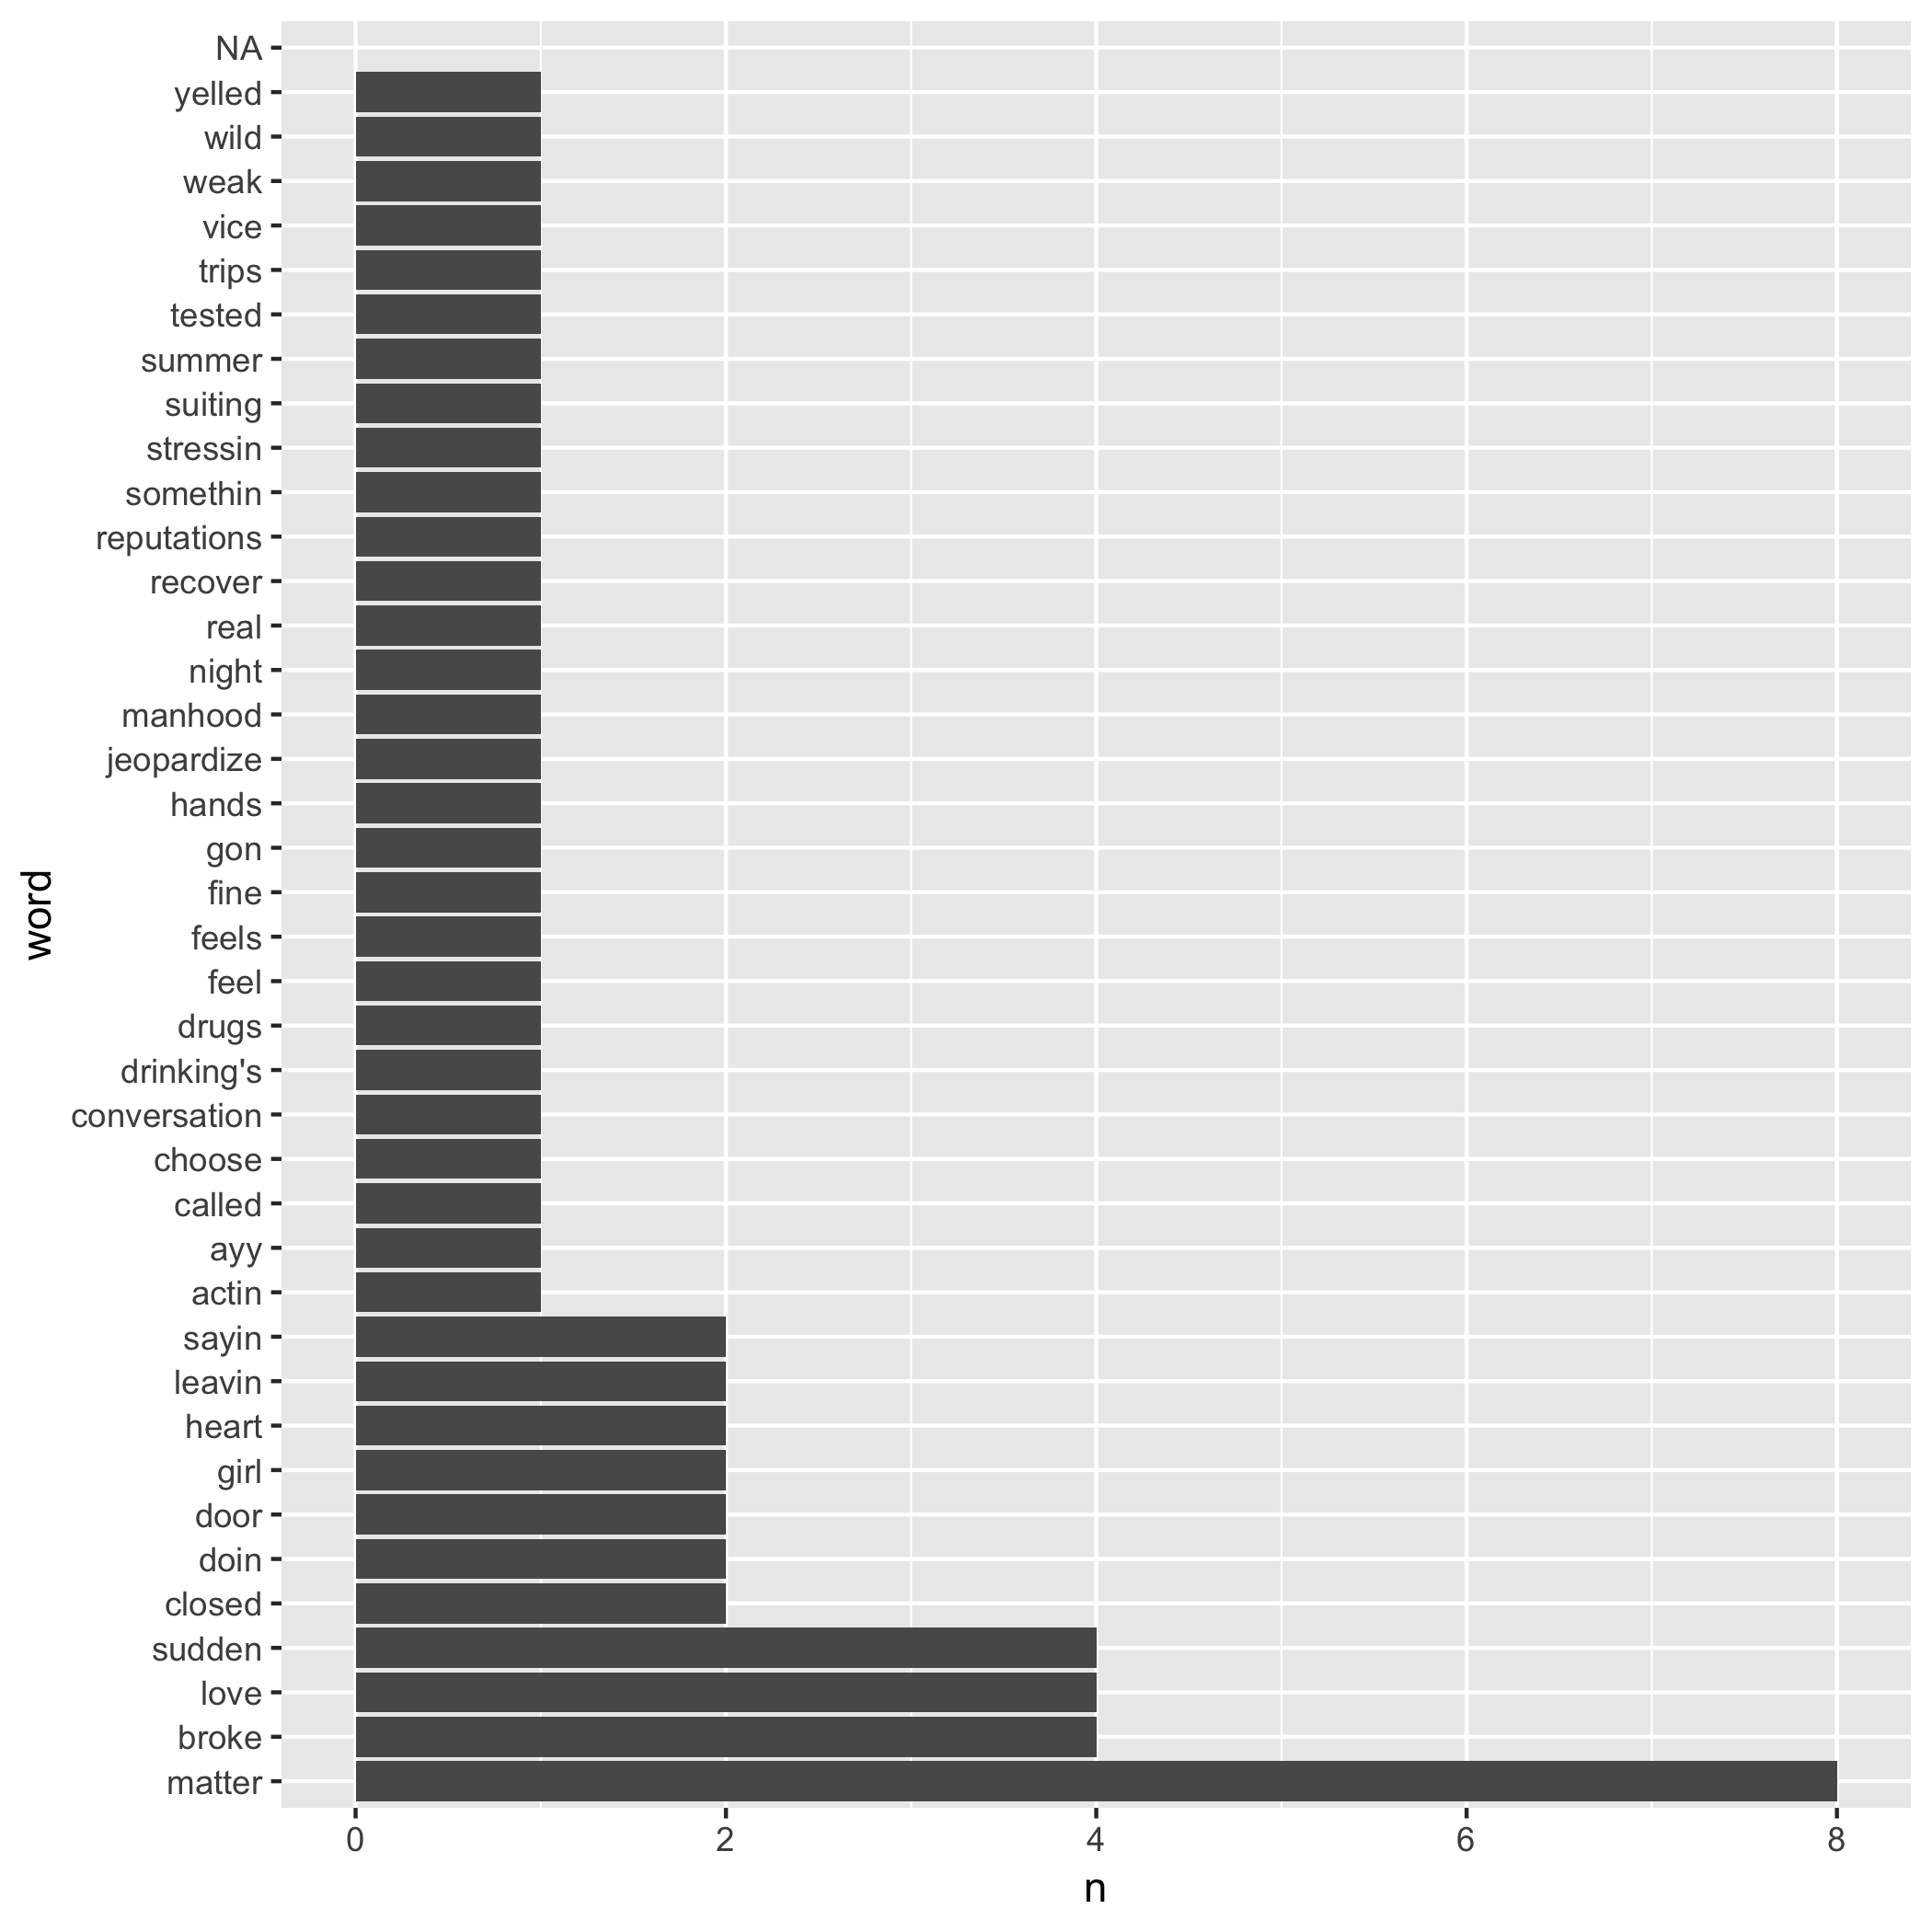 NA
yelled
wild
weak
vice
trips
tested
summer
suiting
stressin
somethin
reputations
recover
real
night
manhood
jeopardize
hands
gon
fine
feels
feel
drugs
drinking's
conversation
choose
called
ayy
actin
sayin
leavin
heart
girl
door
doin
closed
sudden
love
broke
matter
word
0 2 4 6 8
n